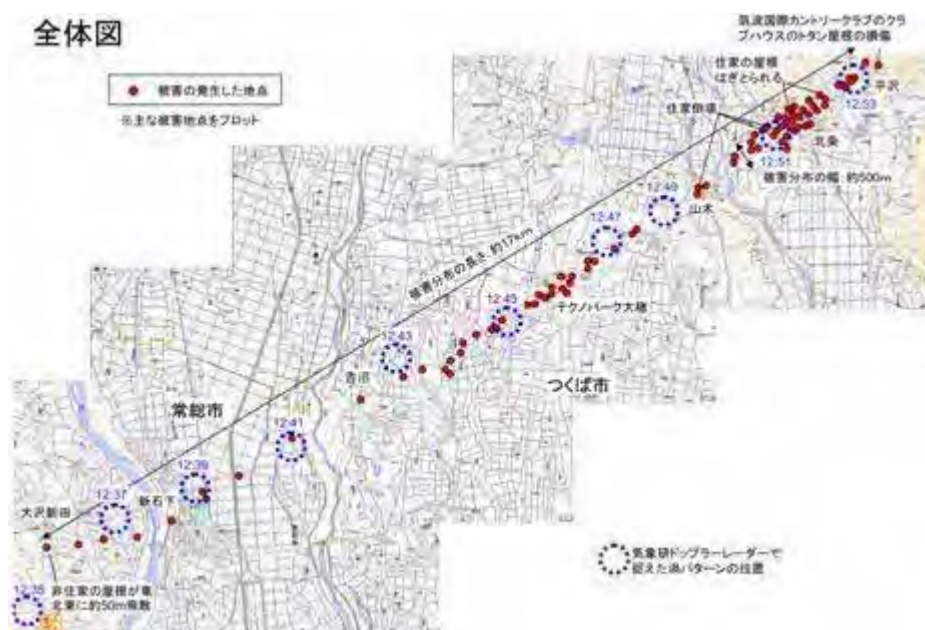 全体図
被害の発生した地点
※主な被害地点をプロット
筑波国際カントリークラブのクラ
ブハウスのトタン屋根の損傷
住家の屋根
はぎとられる
住家倒壊
平沢
12:53
北条
12:51
被害分布の幅：約500m
山木
12:49
12:47
被害分布の長さ：約17km
テクノパーク大穂
12:45
12:43
つくば市
常総市
12:41
12:39
新石下
12:37
大沢新田
12:35
非住家の屋根が東
北東に約50m飛散
気象研ドップラーレーダーで
捉えた渦パターンの位置